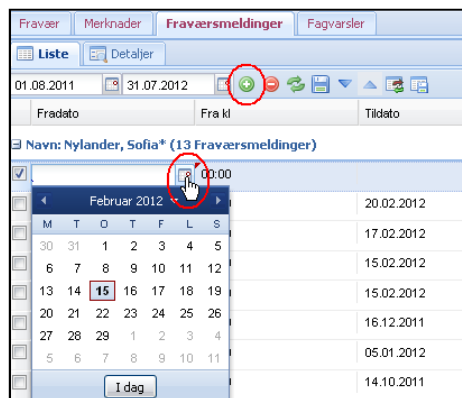 Fravær Merknader Fraværsmeldinger Fagvarsler
Liste Detaljer
01.08.2011 31.07.2012
Fradato Fra kl Tildato
Navn: Nylander, Sofia* (13 Fraværsmeldinger)
00:00
Februar 2012
M T O T F L S
30 31 1 2 3 4 5
20.02.2012
6 7 8 9 10 11 12
17.02.2012
13 14 15 16 17 18 19
15.02.2012
15.02.2012
20 21 22 23 24 25 26
16.12.2011
27 28 29 1 2 3 4
05.01.2012
5 6 7 8 9 10 11
I dag
14.10.2011